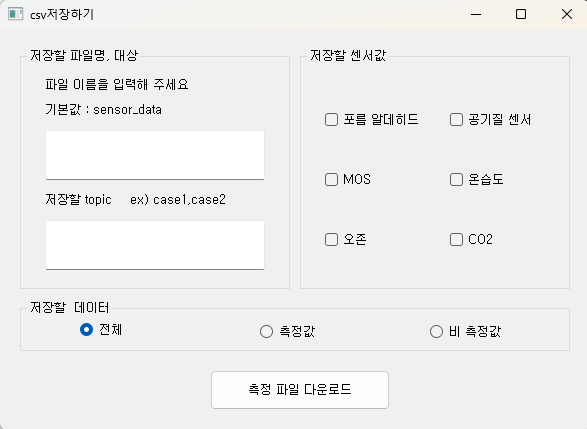 csv저장하기
저장할 파일명, 대상
파일 이름을 입력해 주세요
기본값 : sensor_data
저장할 topic ex) case1,case2
저장할 센서값
포름 알데히드 공기질 센서
MOS 온습도
오존 CO2
저장할 데이터
전체 측정값 비 측정값
측정 파일 다운로드